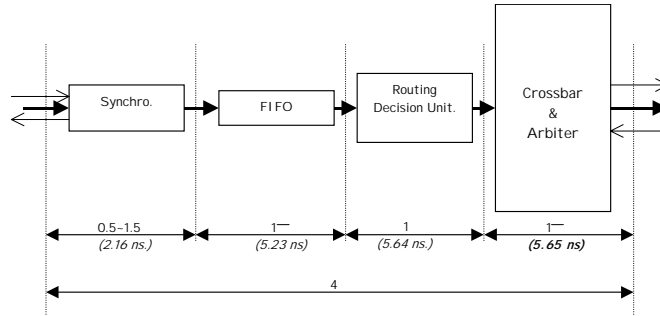 Synchro.
FIFO
Routing
Decision Unit.
Crossbar
&
Arbiter
0.5~1.5
(2.16 ns.)
1
(5.23 ns)
1
(5.64 ns.)
1
(5.65 ns)
4